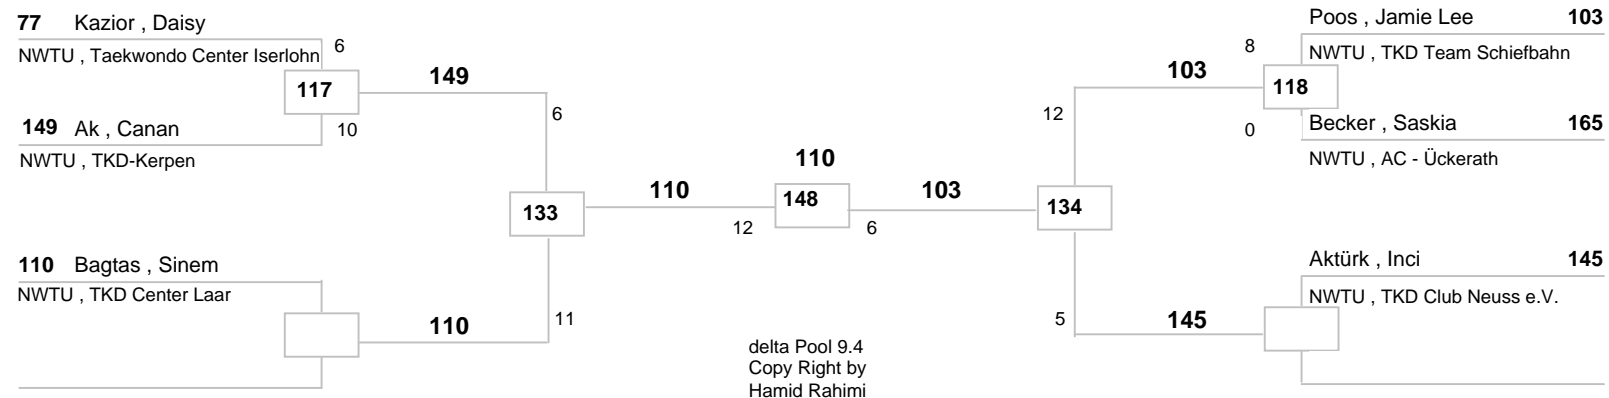 77 Kazior , Daisy
NWTU , Taekwondo Center Iserlohn
6
117
149
149 Ak , Canan
10
NWTU , TKD-Kerpen
6
133
110
110 Bagtas , Sinem
NWTU , TKD Center Laar
110
11
110
148
12
6
103
delta Pool 9.4
Copy Right by
Hamid Rahimi
134
12
5
103
145
Poos , Jamie Lee 103
8
NWTU , TKD Team Schiefbahn
118
0
Becker , Saskia 165
NWTU , AC - Ückerath
Aktürk , Inci 145
NWTU , TKD Club Neuss e.V.